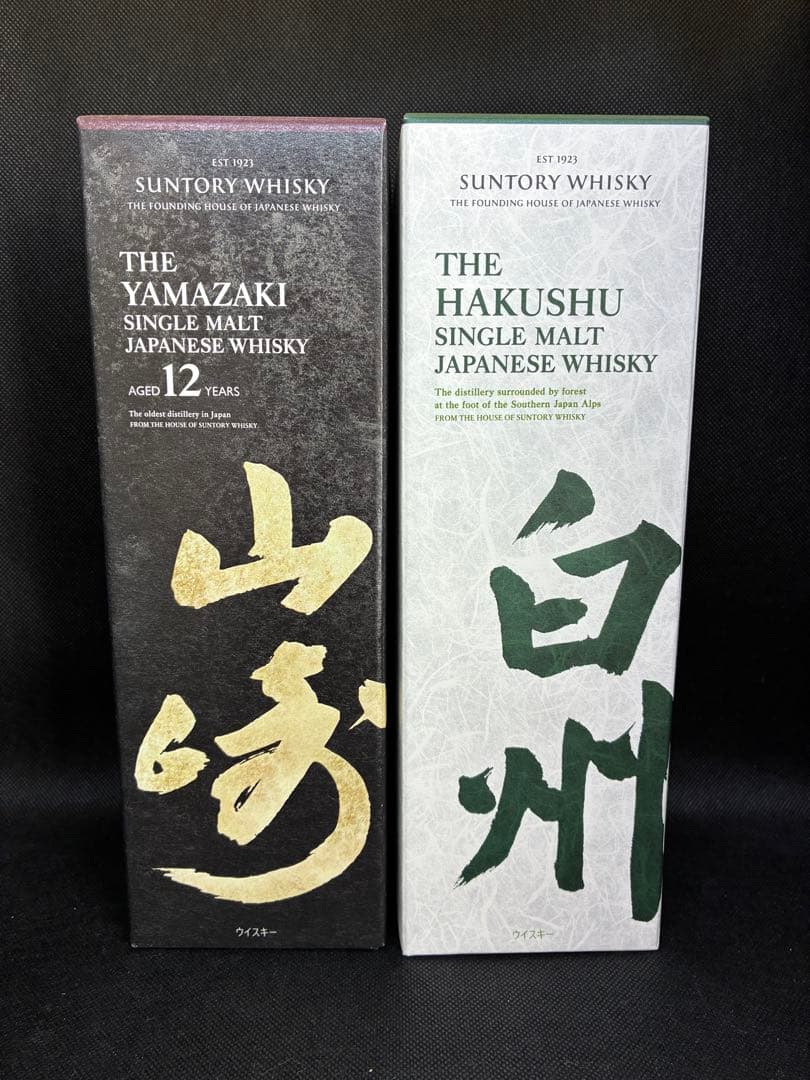 EST 1923
SUNTORY WHISKY
THE FOUNDING HOUSE OF JAPANESE WHISKY
THE
YAMAZAKI
SINGLE MALT
JAPANESE WHISKY
AGED 12 YEARS
The oldest distillery in Japan
FROM THE HOUSE OF SUNTORY WHISKY
山崎
ウイスキー
EST 1923
SUNTORY WHISKY
THE FOUNDING HOUSE OF JAPANESE WHISKY
THE
HAKUSHU
SINGLE MALT
JAPANESE WHISKY
The distillery surrounded by forest
at the foot of the Southern Japan Alps
FROM THE HOUSE OF SUNTORY WHISKY
白州
ウイスキー